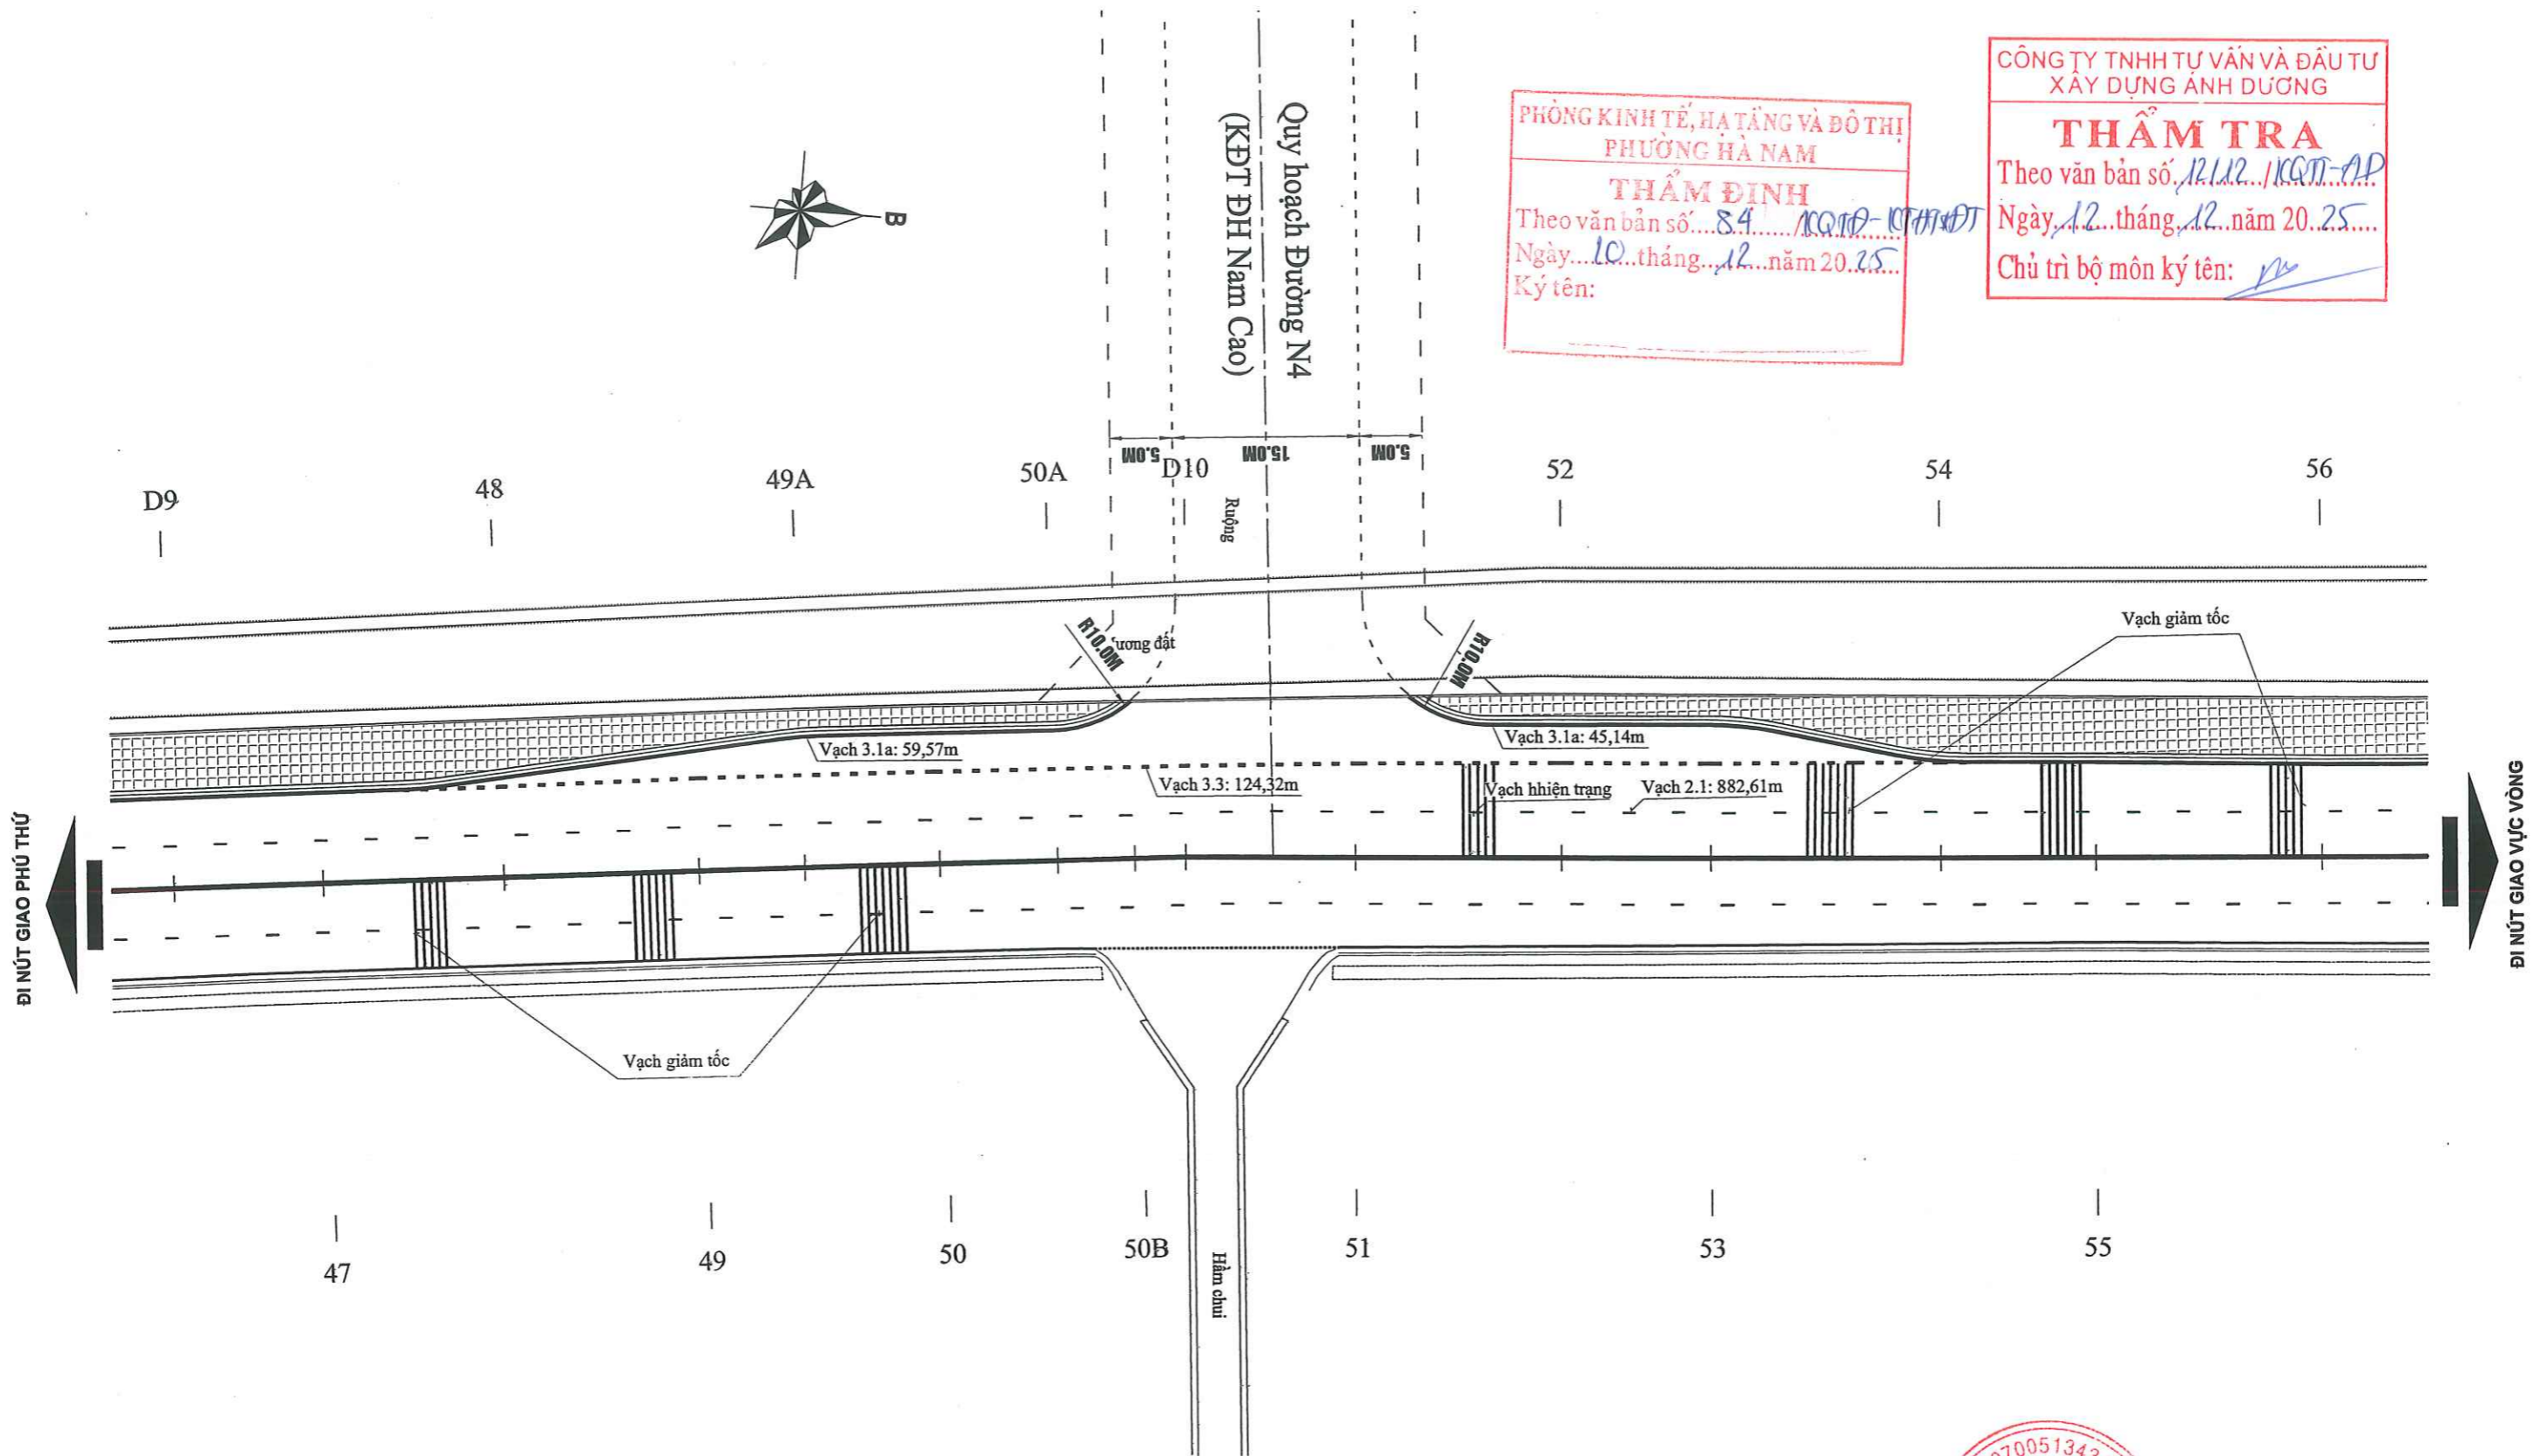 CÔNG TY TNHH TƯ VẤN VÀ ĐẦU TƯ
XÂY DỰNG ÁNH DƯƠNG
THẨM TRA
Theo văn bản số 12.12./KQTT-AD
Ngày 12 tháng 12 năm 2025
Chủ trì bộ môn ký tên:
PHÒNG KINH TẾ, HẠ TẦNG VÀ ĐÔ THỊ
PHƯỜNG HÀ NAM
THẨM ĐỊNH
Theo văn bản số 84
Ngày 10 tháng 12 năm 2025
Ký tên:
Quy hoạch Đường N4
(KĐT ĐH Nam Cao)
B
5.0M
15.0M
5.0M
D9
48
49A
50A
D10
52
54
56
Ruộng
R10.0M
ương đất
R10.0M
Vạch giảm tốc
Vạch 3.1a: 59,57m
Vạch 3.1a: 45,14m
Vạch 3.3: 124,32m
Vạch hhiện trạng
Vạch 2.1: 882,61m
ĐI NÚT GIAO PHÚ THỨ
ĐI NÚT GIAO VỰC VÒNG
Vạch giảm tốc
47
49
50
50B
51
53
55
Hầm chui